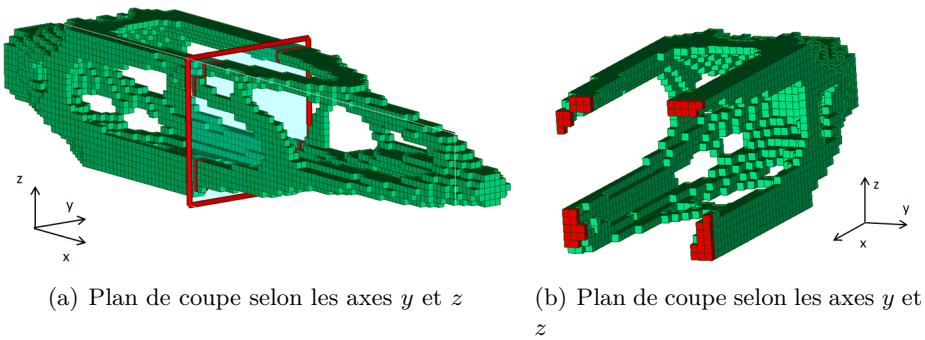 z
y
x
z
y
x
(a) Plan de coupe selon les axes y et z
(b) Plan de coupe selon les axes y et
z